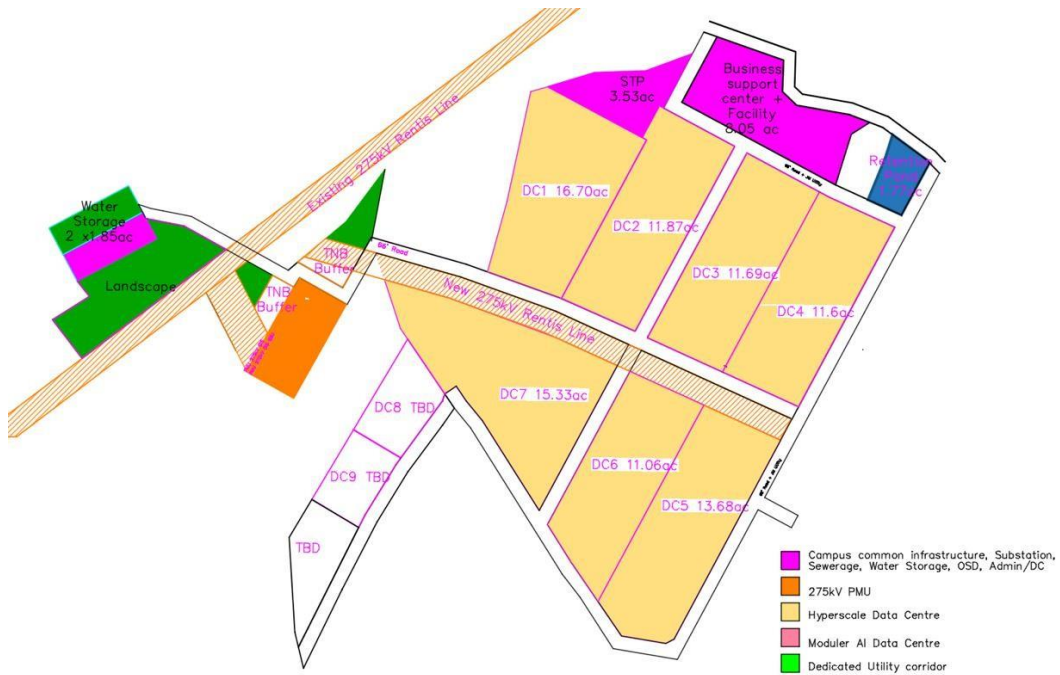 STP
3.53ac
Business
support
center +
Facility
8.05 ac
Existing 275kV Rentis Line
DC1 16.70ac
DC2 11.87ac
DC3 11.69ac
DC4 11.6ac
Water
Storage
2 x1.85ac
Landscape
TNB
Buffer
TNB
Buffer
66' Road
New 275kV Rentis Line
DC7 15.33ac
DC8 TBD
DC9 TBD
TBD
DC6 11.06ac
DC5 13.68ac
Campus common infrastructure, Substation,
Sewerage, Water Storage, OSD, Admin/DC
275kV PMU
Hyperscale Data Centre
Moduler AI Data Centre
Dedicated Utility corridor